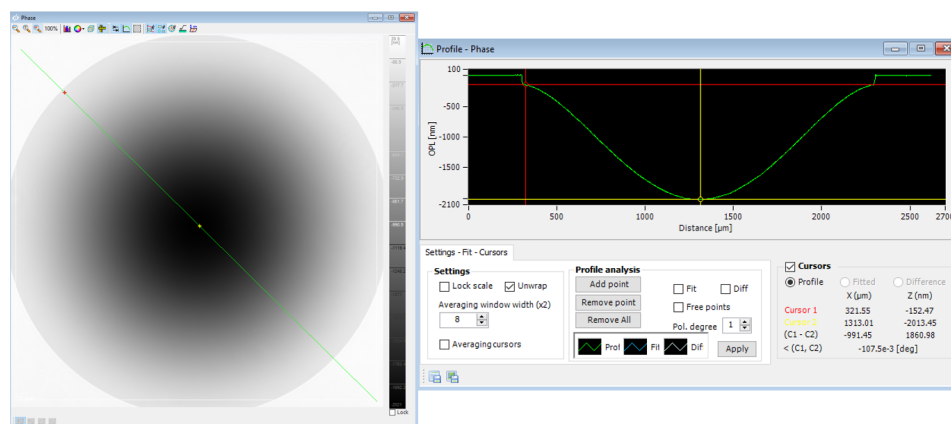 Phase
100%
Profile - Phase
100
-500
-1000
-1500
-2100
OPL [nm]
0
500
1000
1500
2000
2500
2700
Distance [µm]
Settings - Fit - Cursors
Settings
Lock scale
Unwrap
Averaging window width (x2)
8
Averaging cursors
Profile analysis
Add point
Remove point
Remove All
Fit
Diff
Free points
Pol. degree
1
Prof
Fit
Dif
Apply
Cursors
Profile
Fitted
Difference
X (µm)
Z (nm)
Cursor 1
321.55
-152.47
1313.01
-2013.45
(C1 - C2)
-991.45
1860.98
< (C1, C2)
-107.5e-3 [deg]
Lock